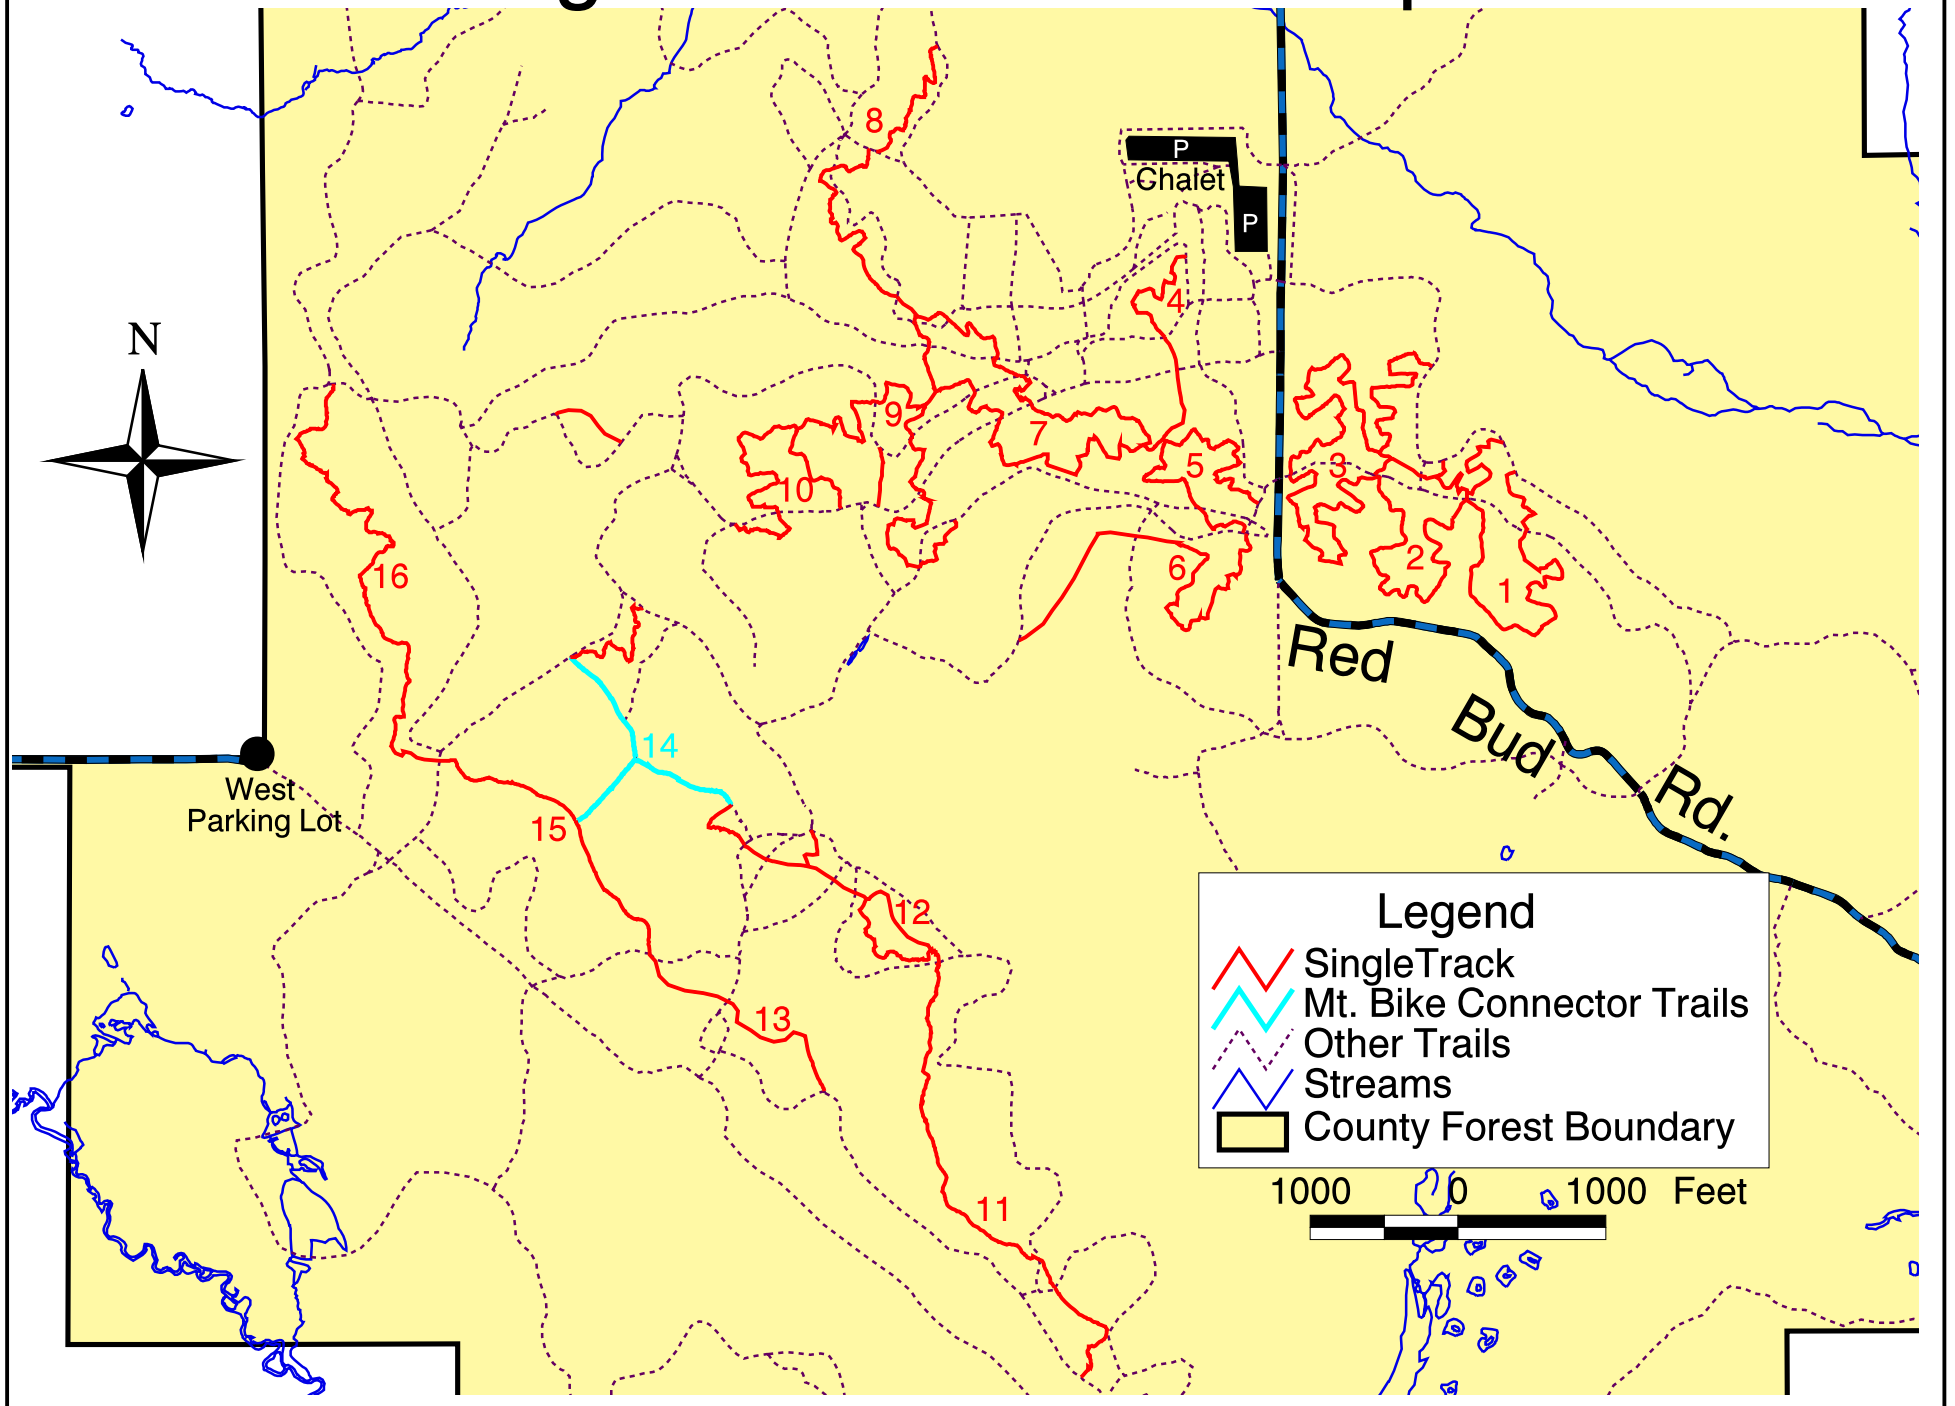 8
P
Chalet
P
4
N
9
7
3
5
10
16
6
2
1
Red
Bud
Rd.
14
West
Parking Lot
15
12
13
11
Legend
SingleTrack
Mt. Bike Connector Trails
Other Trails
Streams
County Forest Boundary
1000 0 1000 Feet